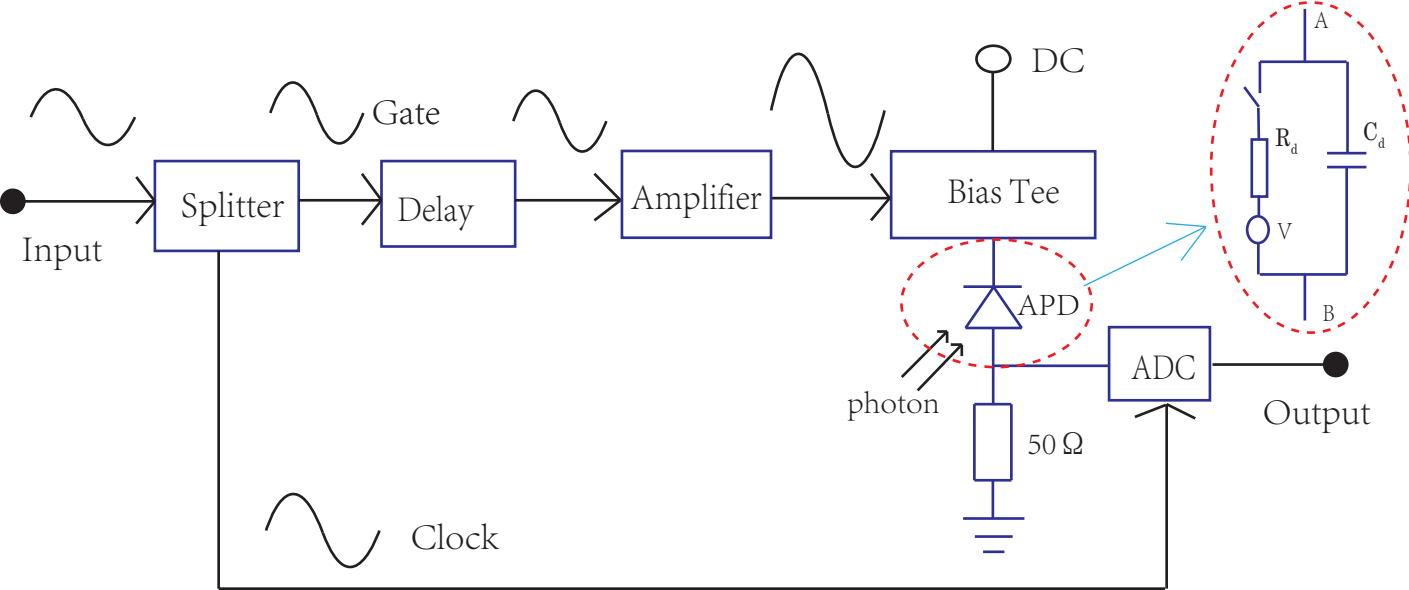 A
DC
Gate
R_d
C_d
Input
Splitter
Delay
Amplifier
Bias Tee
V
APD
B
photon
ADC
Output
50 Ω
Clock